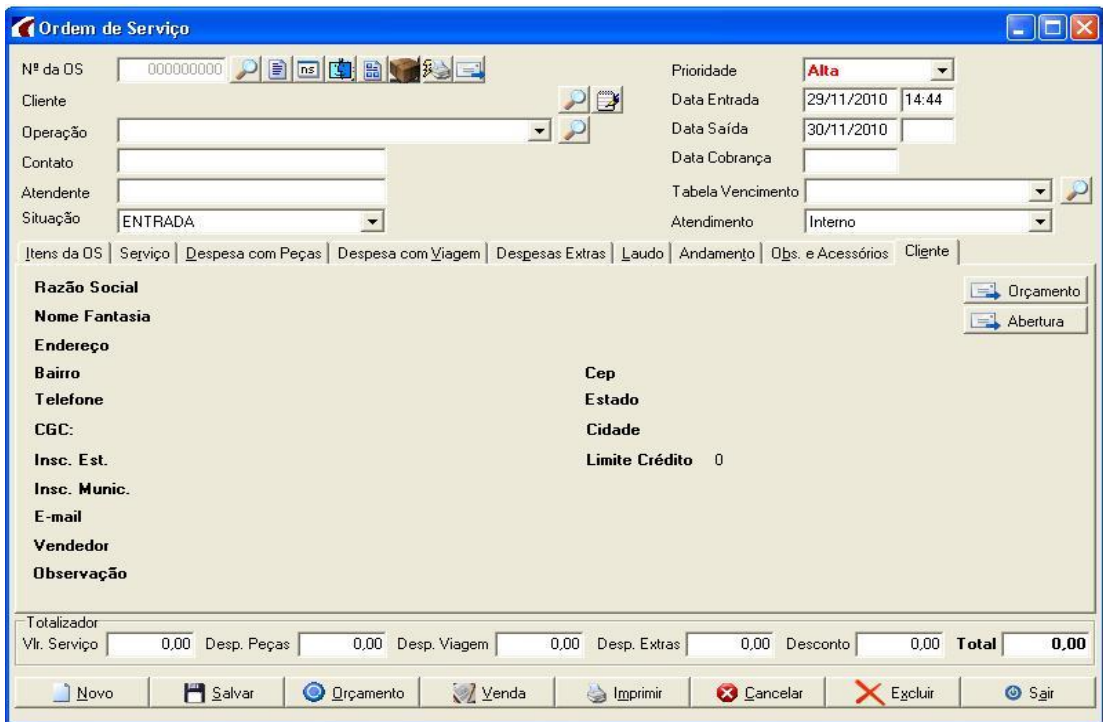 Ordem de Serviço
Nº da OS 000000000 ns Prioridade Alta
Cliente Data Entrada 29/11/2010 14:44
Operação Data Saída 30/11/2010
Contato Data Cobrança
Atendente Tabela Vencimento
Situação ENTRADA Atendimento Interno
Itens da OS Serviço Despesa com Peças Despesa com Viagem Despesas Extras Laudo Andamento Obs. e Acessórios Cliente
Razão Social Orçamento
Nome Fantasia Abertura
Endereço
Bairro Cep
Telefone Estado
CGC: Cidade
Insc. Est. Limite Crédito 0
Insc. Munic.
E-mail
Vendedor
Observação
Totalizador
Vlr. Serviço 0,00 Desp. Peças 0,00 Desp. Viagem 0,00 Desp. Extras 0,00 Desconto 0,00 Total 0,00
Novo Salvar Orçamento Venda Imprimir Cancelar Excluir Sair